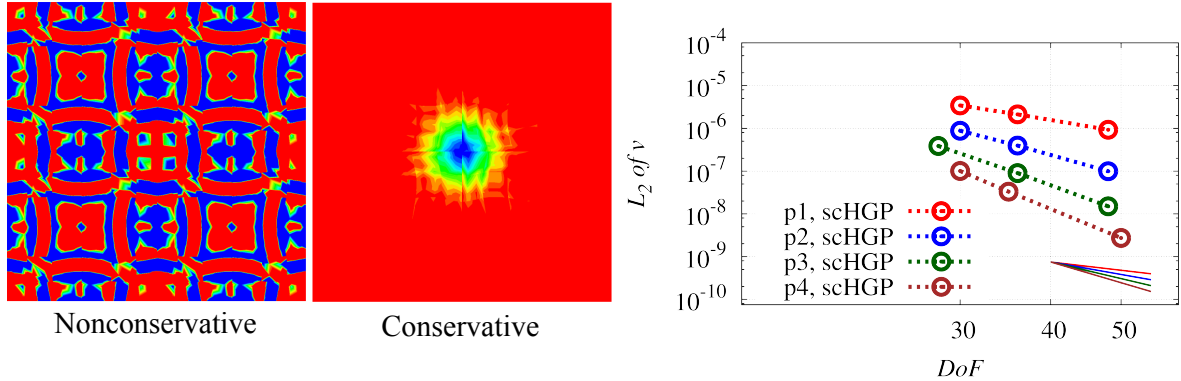 Nonconservative
Conservative
10-4
10-5
10-6
10-7
10-8
10-9
10-10
L2 of v
p1, scHGP
p2, scHGP
p3, scHGP
p4, scHGP
30 40 50
DoF